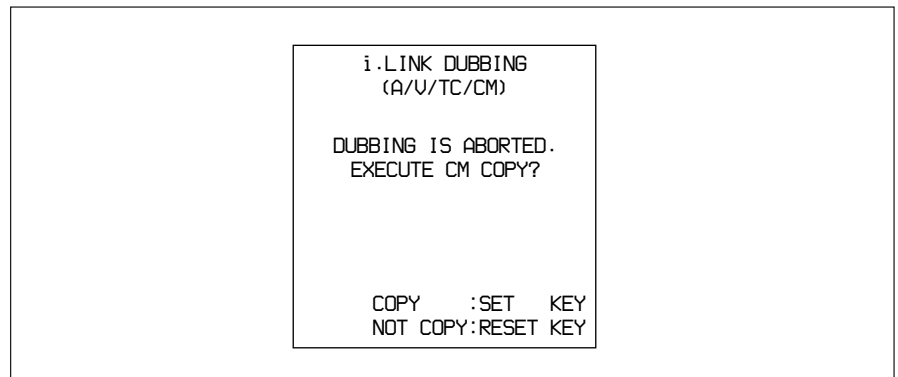 i.LINK DUBBING
(A/V/TC/CM)
DUBBING IS ABORTED.
EXECUTE CM COPY?
COPY :SET KEY
NOT COPY:RESET KEY